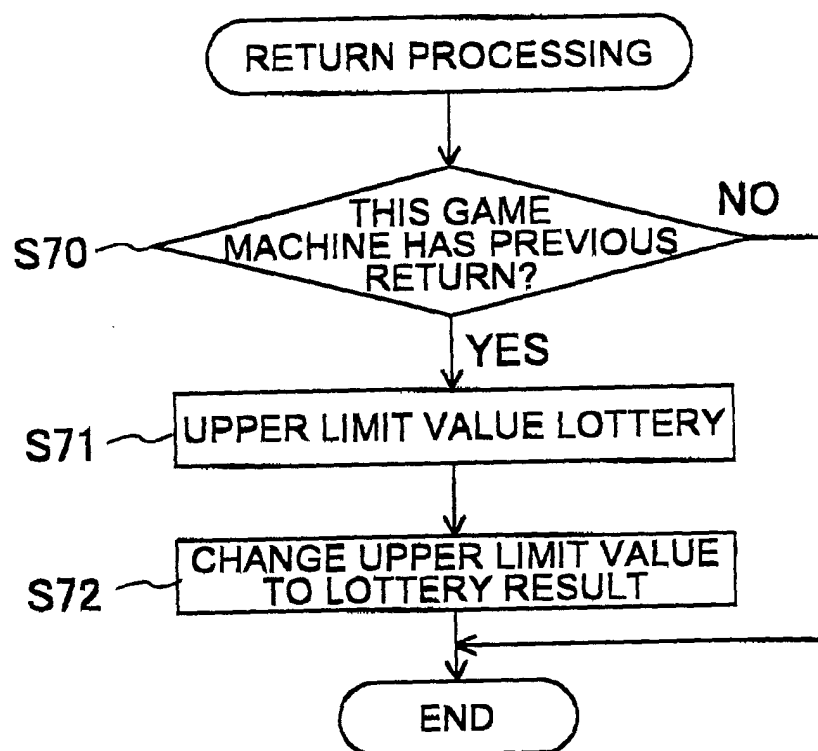 RETURN PROCESSING
THIS GAME
MACHINE HAS PREVIOUS
RETURN?
NO
S70
YES
UPPER LIMIT VALUE LOTTERY
S71
CHANGE UPPER LIMIT VALUE
TO LOTTERY RESULT
S72
END